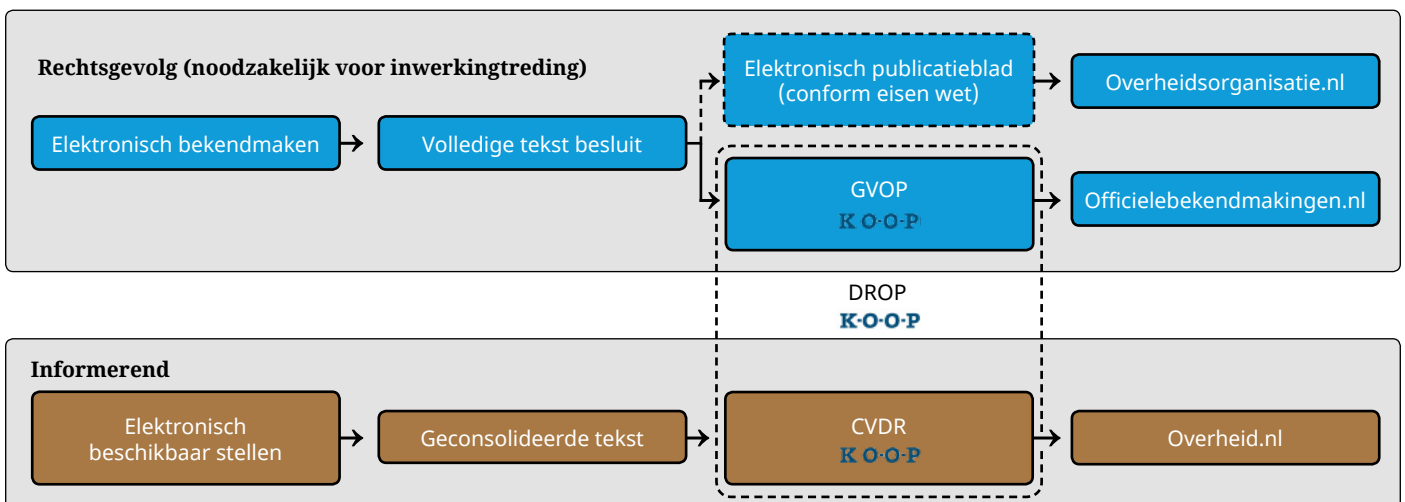 Rechtsgevolg (noodzakelijk voor inwerkingtreding)
Elektronisch bekendmaken
Volledige tekst besluit
Elektronisch publicatieblad
(conform eisen wet)
Overheidsorganisatie.nl
GVOP
K O·O·P
Officielebekendmakingen.nl
DROP
K·O·O·P
Informerend
Elektronisch
beschikbaar stellen
Geconsolideerde tekst
CVDR
K O·O·P
Overheid.nl